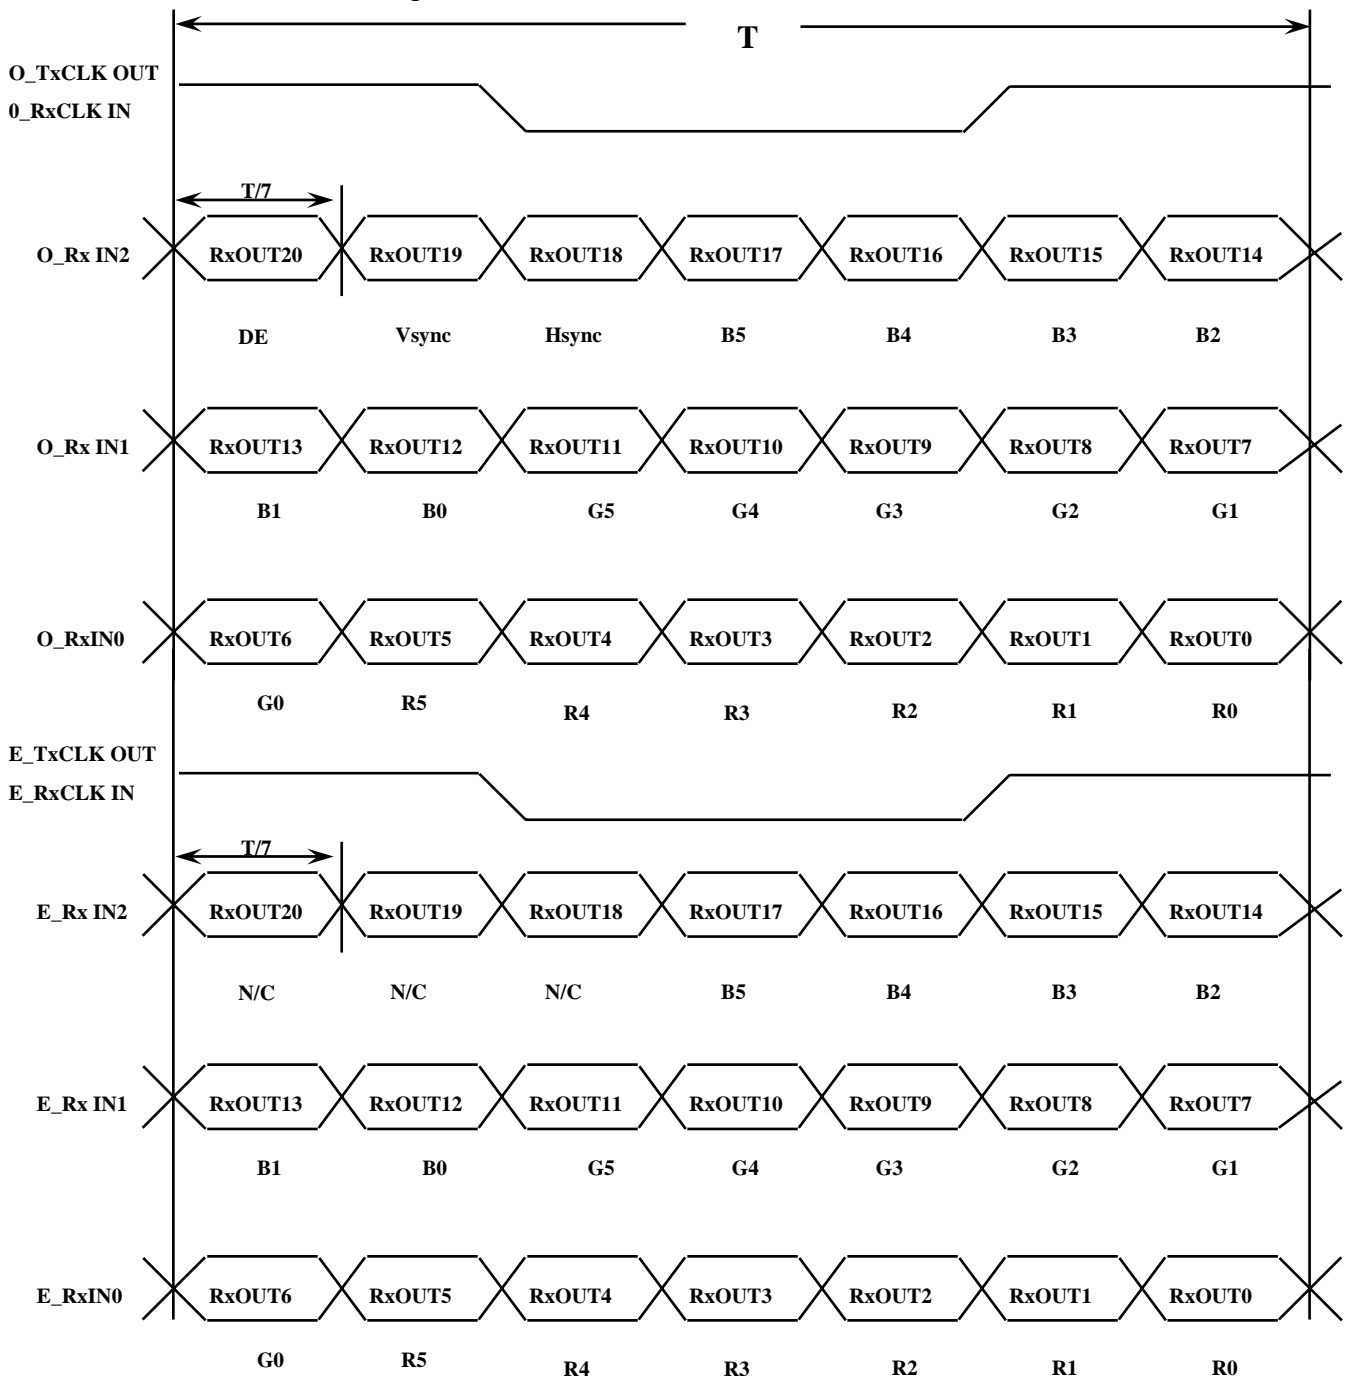 T
O_TxCLK OUT
0_RxCLK IN
T/7
O_Rx IN2 RxOUT20 RxOUT19 RxOUT18 RxOUT17 RxOUT16 RxOUT15 RxOUT14
DE Vsync Hsync B5 B4 B3 B2
O_Rx IN1 RxOUT13 RxOUT12 RxOUT11 RxOUT10 RxOUT9 RxOUT8 RxOUT7
B1 B0 G5 G4 G3 G2 G1
O_RxIN0 RxOUT6 RxOUT5 RxOUT4 RxOUT3 RxOUT2 RxOUT1 RxOUT0
G0 R5 R4 R3 R2 R1 R0
E_TxCLK OUT
E_RxCLK IN
T/7
E_Rx IN2 RxOUT20 RxOUT19 RxOUT18 RxOUT17 RxOUT16 RxOUT15 RxOUT14
N/C N/C N/C B5 B4 B3 B2
E_Rx IN1 RxOUT13 RxOUT12 RxOUT11 RxOUT10 RxOUT9 RxOUT8 RxOUT7
B1 B0 G5 G4 G3 G2 G1
E_RxIN0 RxOUT6 RxOUT5 RxOUT4 RxOUT3 RxOUT2 RxOUT1 RxOUT0
G0 R5 R4 R3 R2 R1 R0